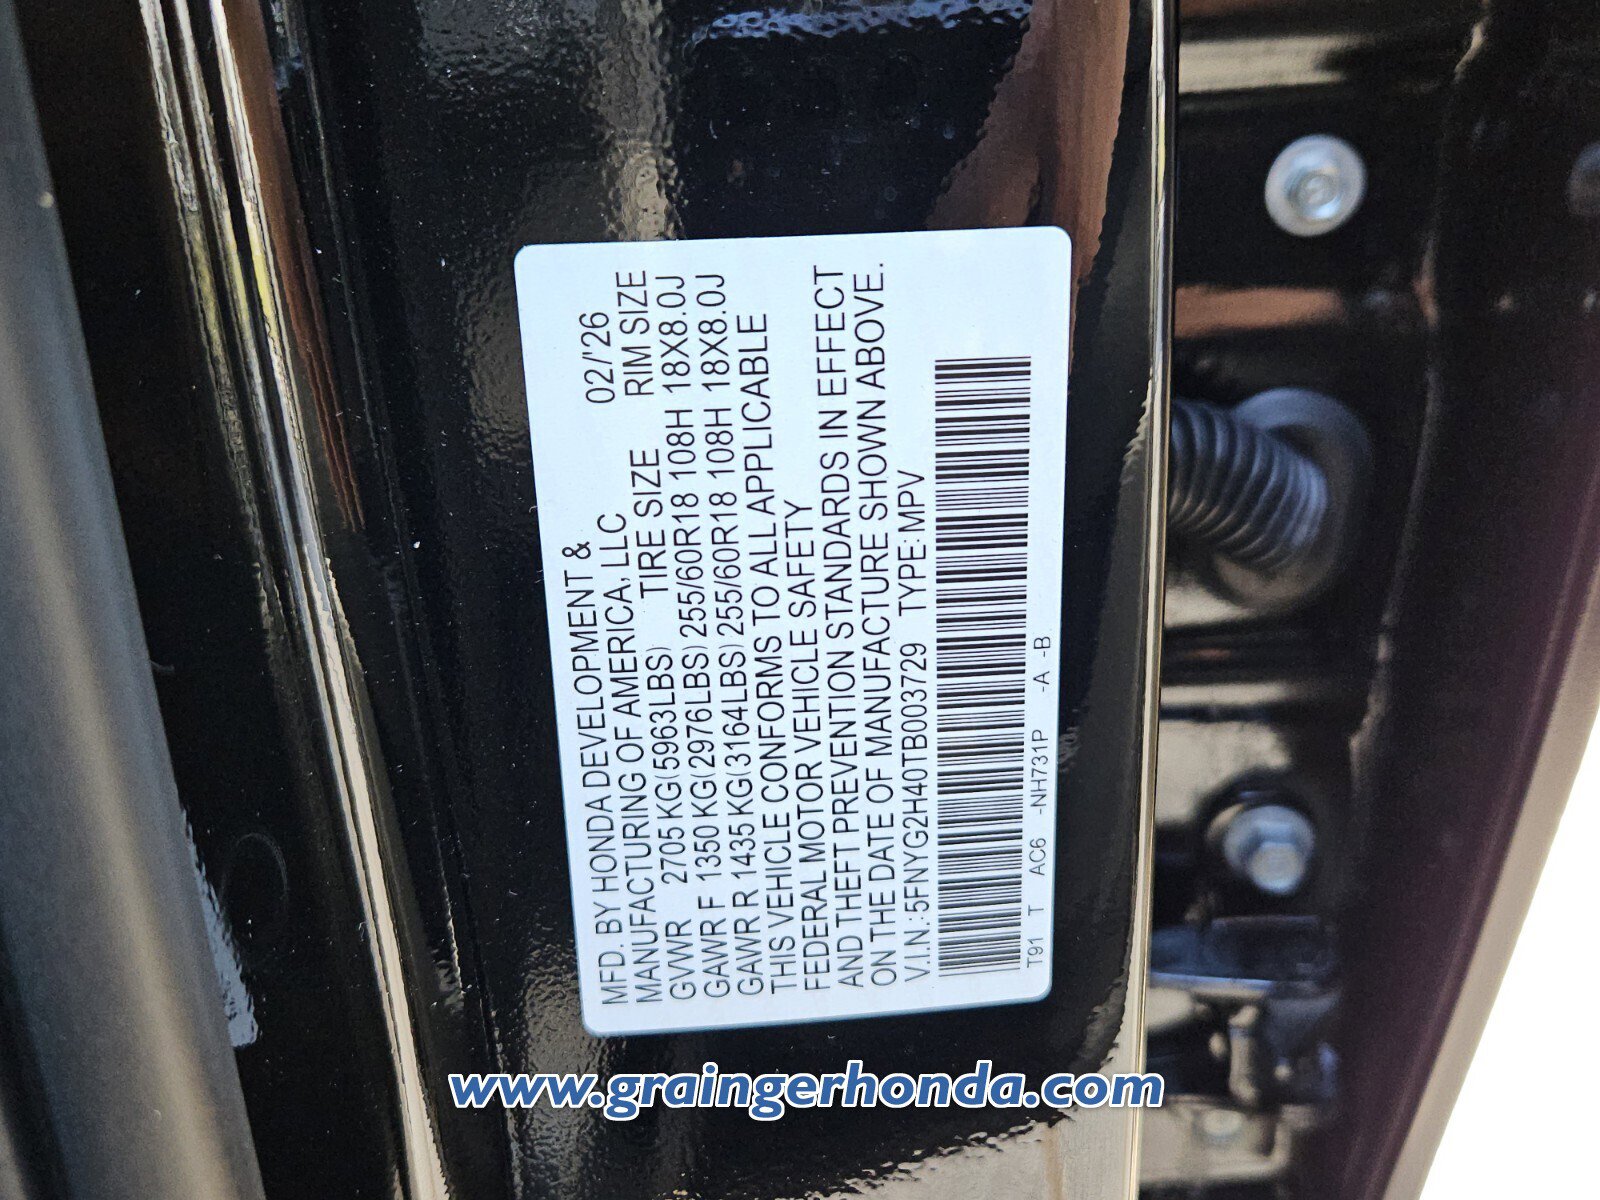 MFD. BY HONDA DEVELOPMENT & 02/'26
MANUFACTURING OF AMERICA, LLC
GVWR 2705 KG(5963LBS) TIRE SIZE RIM SIZE
GAWR F 1350 KG(2976LBS) 255/60R18 108H 18X8.0J
GAWR R 1435 KG(3164LBS) 255/60R18 108H 18X8.0J
THIS VEHICLE CONFORMS TO ALL APPLICABLE
FEDERAL MOTOR VEHICLE SAFETY
AND THEFT PREVENTION STANDARDS IN EFFECT
ON THE DATE OF MANUFACTURE SHOWN ABOVE.
V.I.N.: 5FNYG2H40TB003729 TYPE: MPV
T91 T AC6 -NH731P -A -B
www.graingerhonda.com